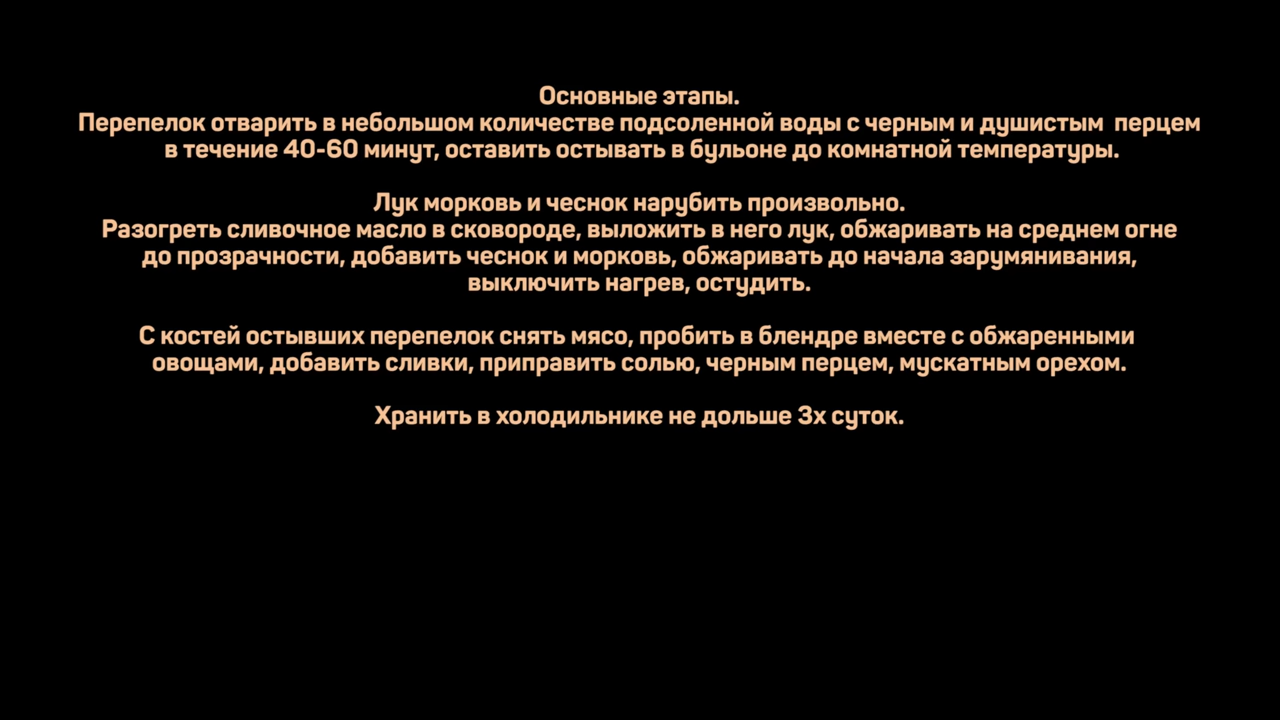 Основные этапы.
Перепелок отварить в небольшом количестве подсоленной воды с черным и душистым  перцем
в течение 40-60 минут, оставить остывать в бульоне до комнатной температуры.
Лук морковь и чеснок нарубить произвольно.
Разогреть сливочное масло в сковороде, выложить в него лук, обжаривать на среднем огне
до прозрачности, добавить чеснок и морковь, обжаривать до начала зарумянивания,
выключить нагрев, остудить.
С костей остывших перепелок снять мясо, пробить в блендре вместе с обжаренными
овощами, добавить сливки, приправить солью, черным перцем, мускатным орехом.
Хранить в холодильнике не дольше 3х суток.